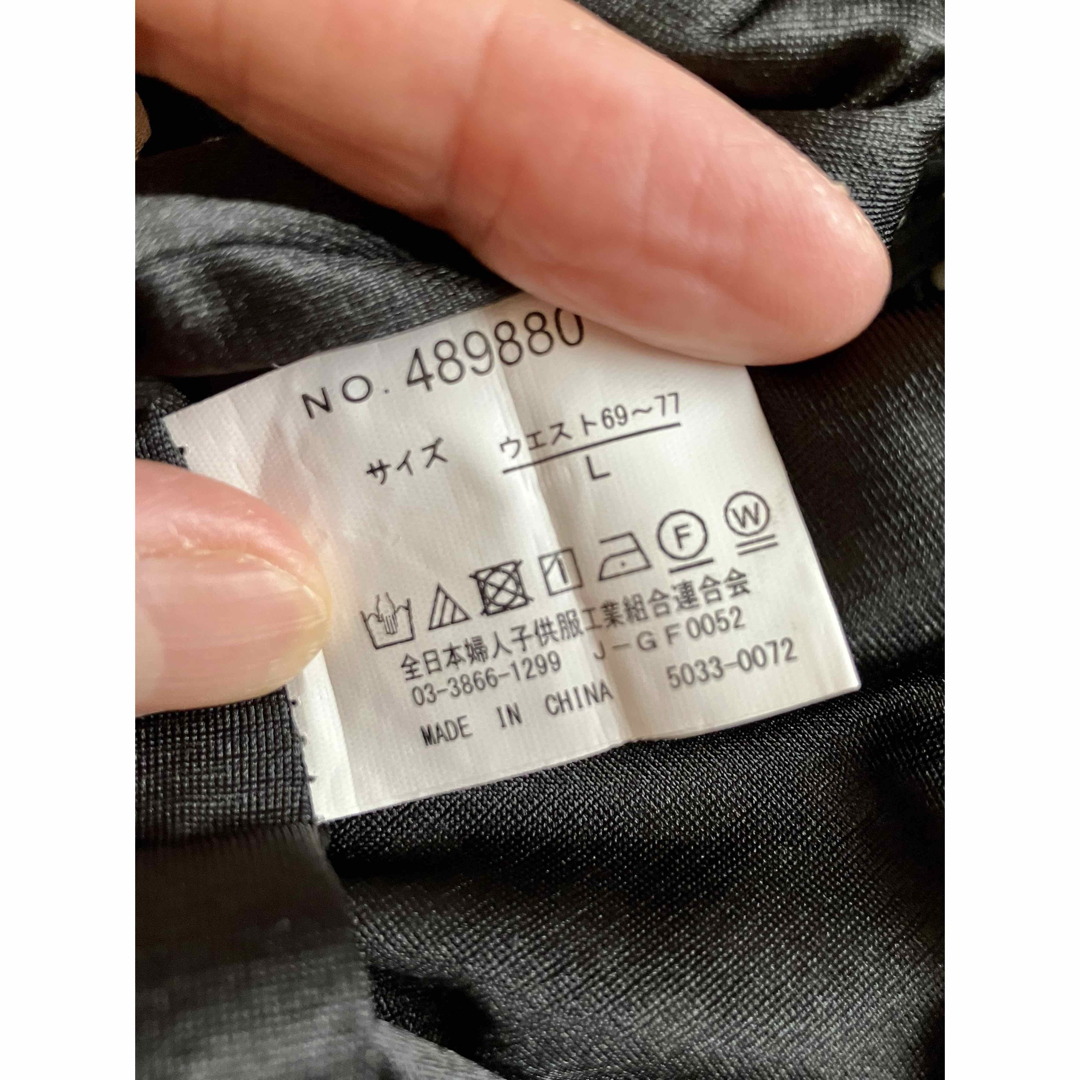 NO. 489880
サイズ ウエスト69～77
L
F W
全日本婦人子供服工業組合連合会
03-3866-1299 J－GF0052
MADE IN CHINA 5033-0072